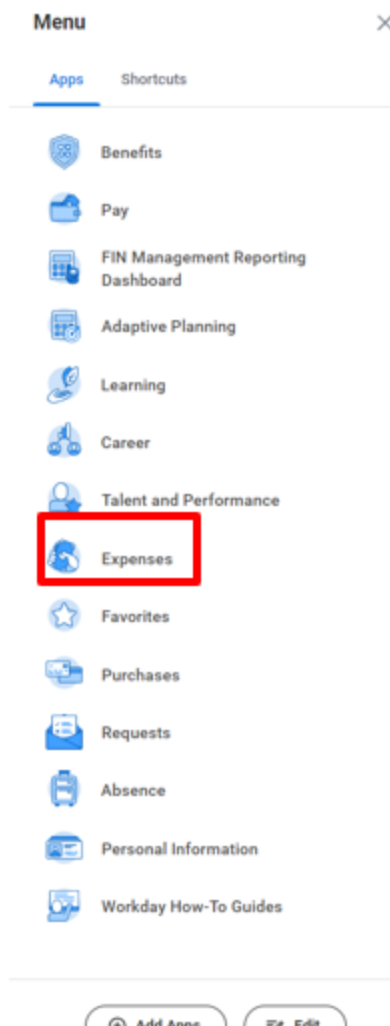 Menu
Apps Shortcuts
Benefits
Pay
FIN Management Reporting
Dashboard
Adaptive Planning
Learning
Career
Talent and Performance
Expenses
Favorites
Purchases
Requests
Absence
Personal Information
Workday How-To Guides
Add Apps Edit